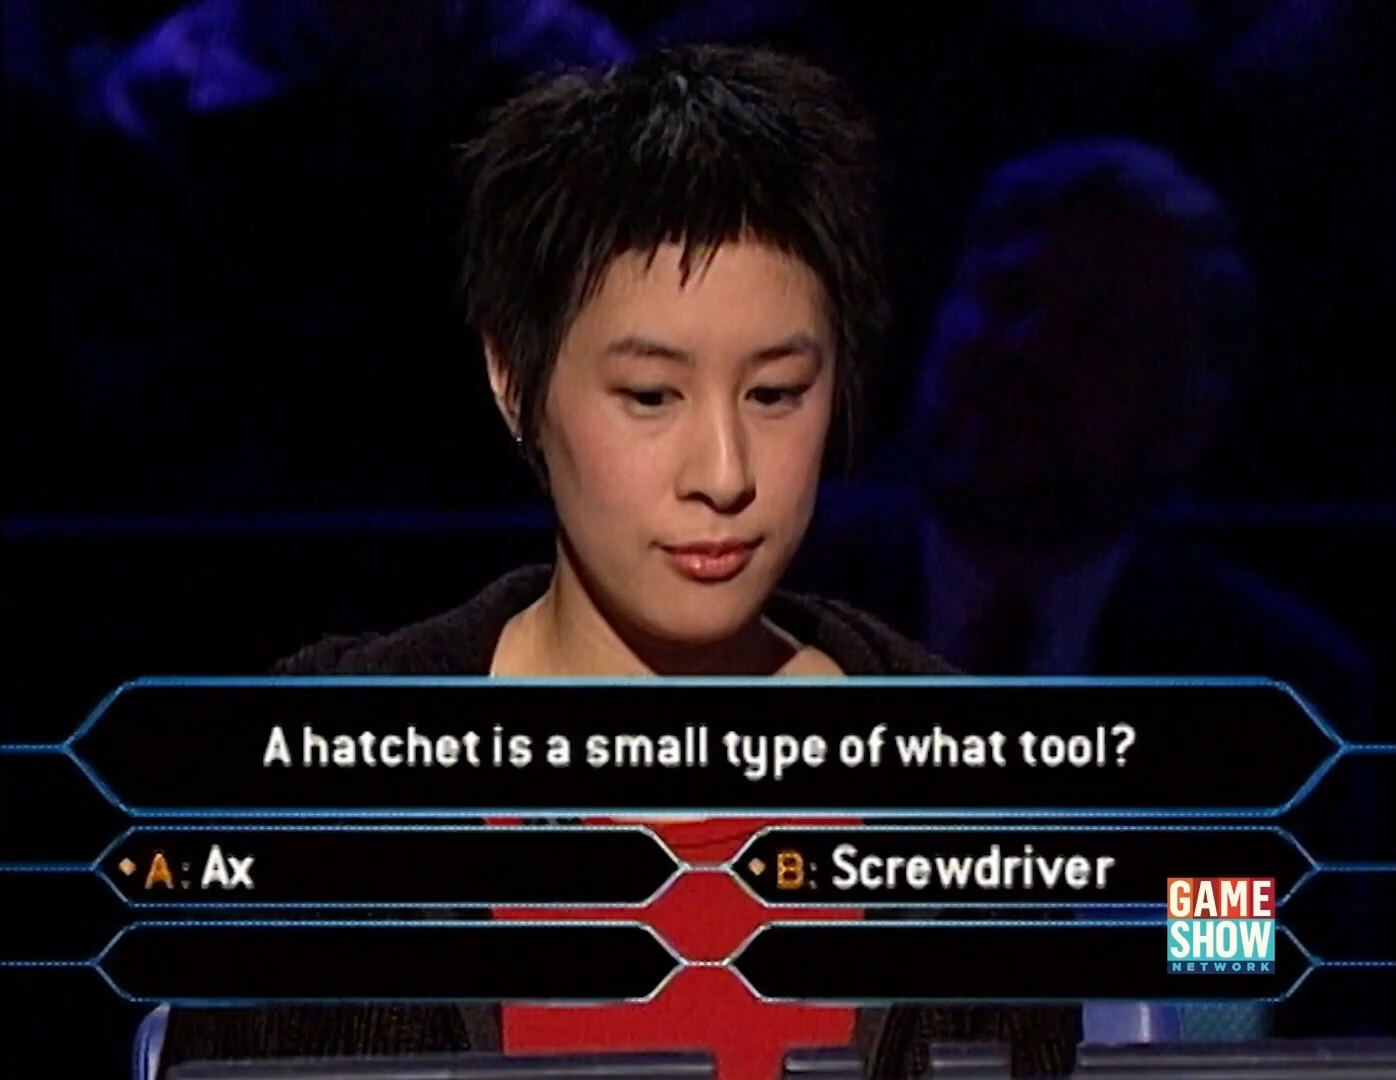 A hatchet is a small type of what tool?
A: Ax
B: Screwdriver
GAME
SHOW
NETWORK